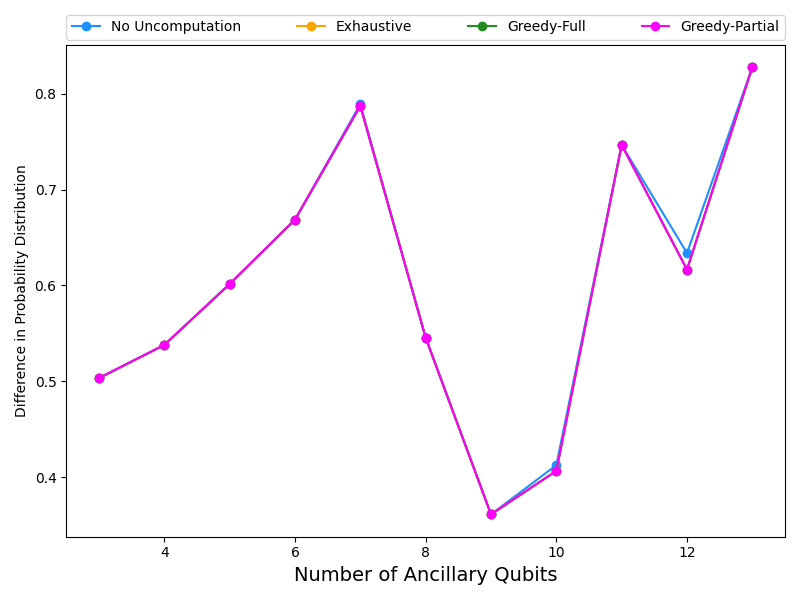 No Uncomputation Exhaustive Greedy-Full Greedy-Partial
0.8
0.7
0.6
0.5
0.4
Difference in Probability Distribution
4 6 8 10 12
Number of Ancillary Qubits